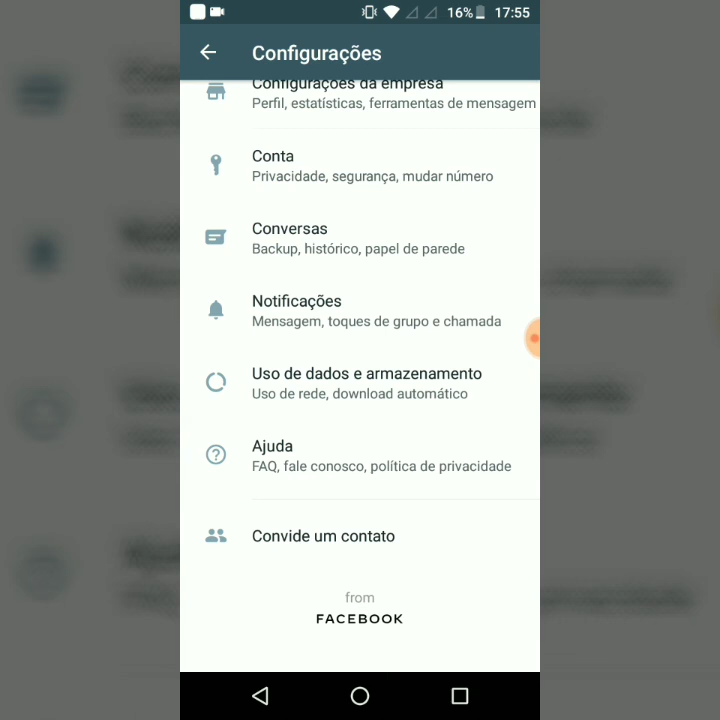 16% 17:55
Configurações
Configurações da empresa
Perfil, estatísticas, ferramentas de mensagem
Conta
Privacidade, segurança, mudar número
Conversas
Backup, histórico, papel de parede
Notificações
Mensagem, toques de grupo e chamada
Uso de dados e armazenamento
Uso de rede, download automático
Ajuda
FAQ, fale conosco, política de privacidade
Convide um contato
from
FACEBOOK